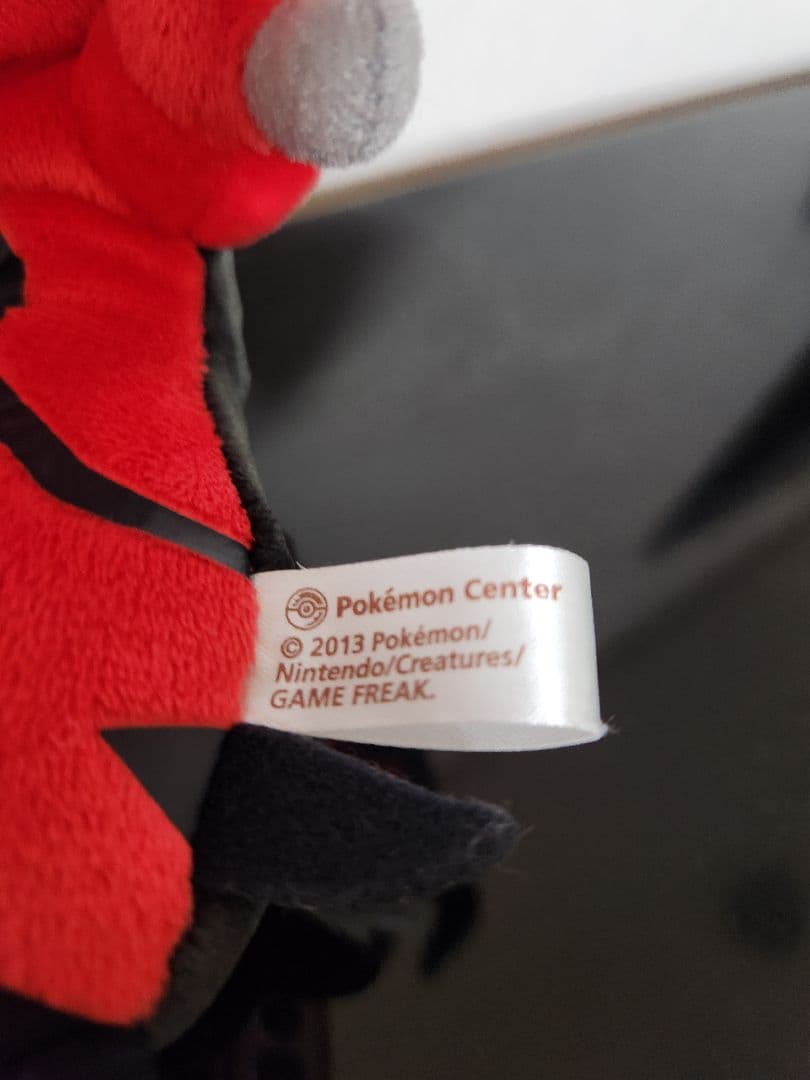 Pokémon Center
© 2013 Pokémon/
Nintendo/Creatures/
GAME FREAK.